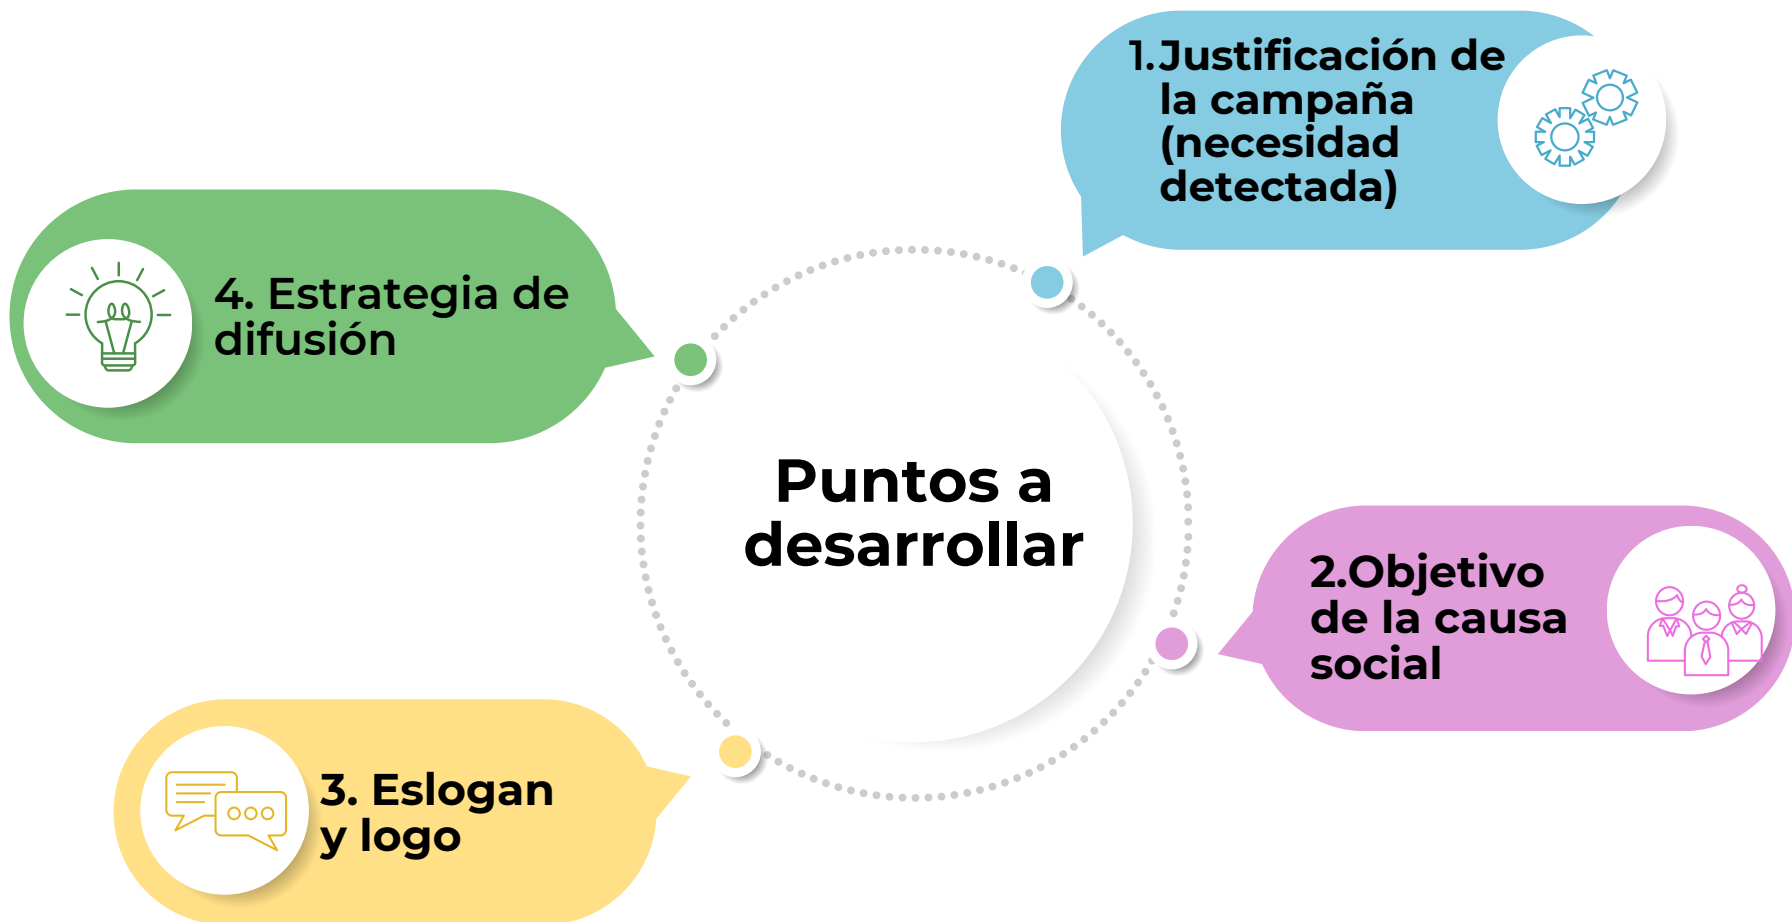 Puntos a
desarrollar
1.Justificación de
la campaña
(necesidad
detectada)
2.Objetivo
de la causa
social
3. Eslogan
y logo
4. Estrategia de
difusión